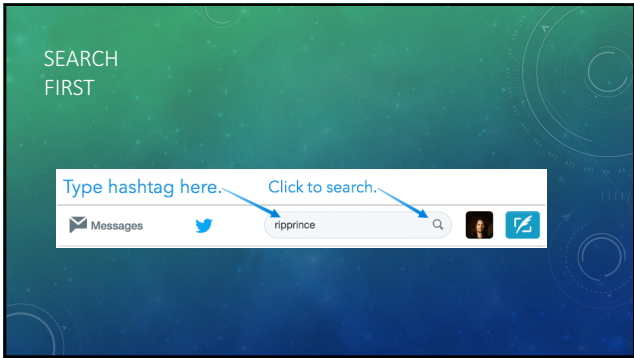 SEARCH
FIRST
Type hashtag here. Click to search.
Messages ripprince